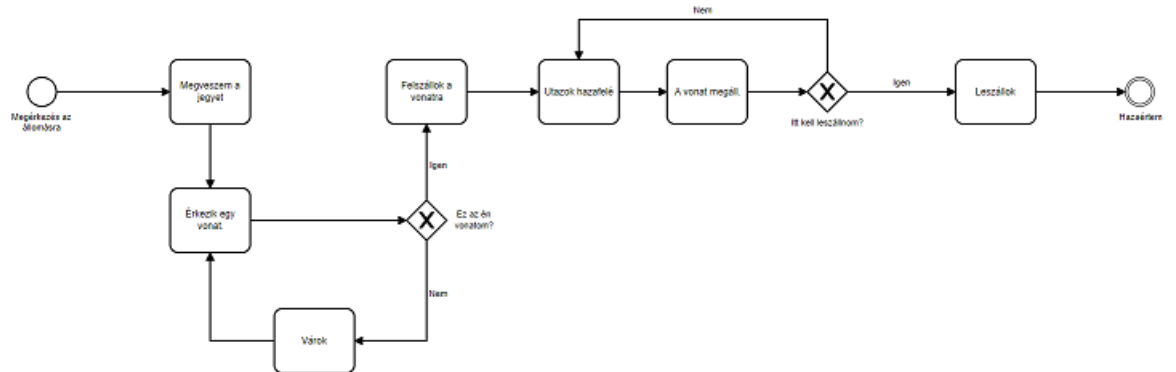 Megérkezés az
állomásra
Megveszem a
jegyet
Érkezik egy
vonat.
Várok
Ez az én
vonatom?
Nem
Igen
Felszállok a
vonatra
Utazok hazafelé
A vonat megáll.
Itt kell leszállnom?
Nem
Igen
Leszállok
Hazaértem